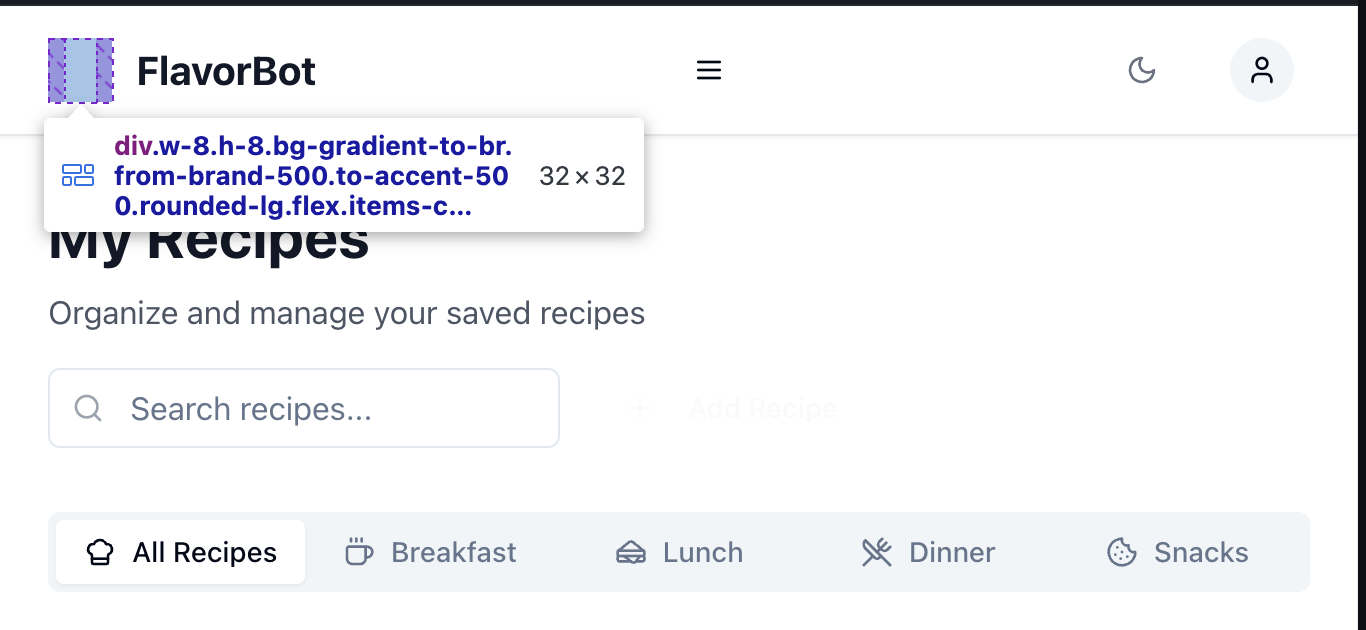 FlavorBot
div.w-8.h-8.bg-gradient-to-br.
from-brand-500.to-accent-50
0.rounded-lg.flex.items-c…
32 × 32
My Recipes
Organize and manage your saved recipes
Search recipes...
+ Add Recipe
All Recipes
Breakfast
Lunch
Dinner
Snacks